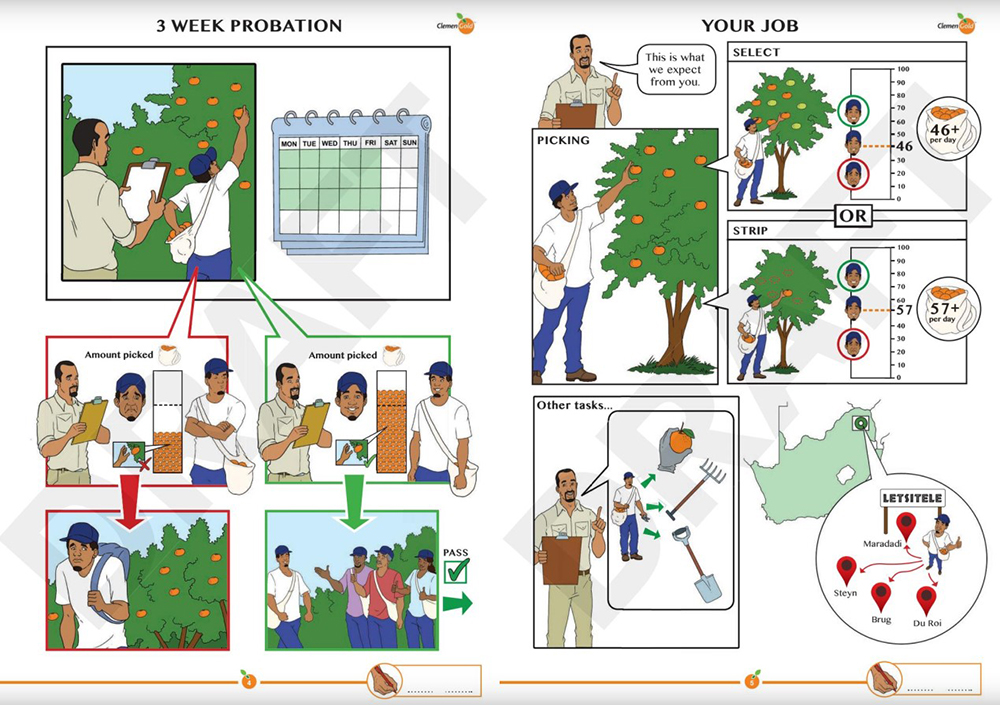 3 WEEK PROBATION
ClemenGold
MON TUE WED THU FRI SAT SUN
Amount picked
Amount picked
PASS
4
YOUR JOB
ClemenGold
This is what
we expect
from you.
PICKING
SELECT
100
90
80
70
60
50
46
30
20
10
0
46+
per day
OR
STRIP
100
90
80
70
60
57
40
30
20
10
0
57+
per day
Other tasks...
LETSITELE
Maradadi
Steyn
Brug
Du Roi
5
DRAFT
DRAFT